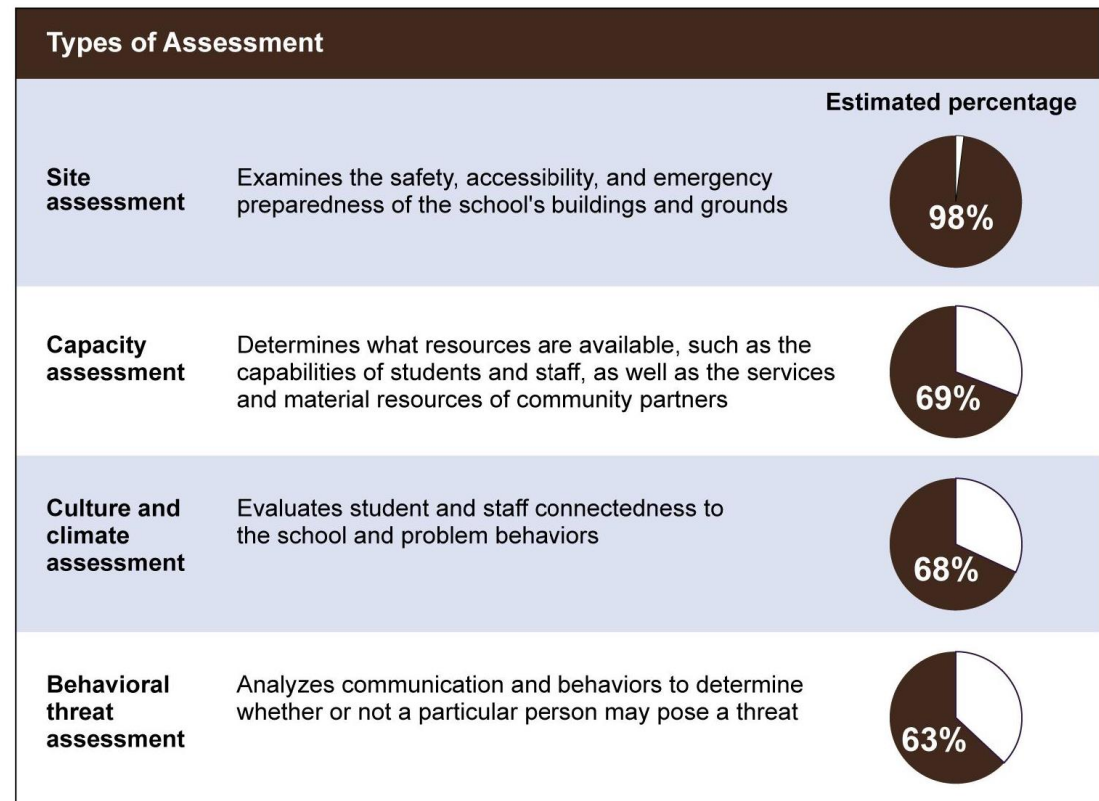 Types of Assessment
Estimated percentage
Site
assessment
Examines the safety, accessibility, and emergency
preparedness of the school's buildings and grounds
98%
Capacity
assessment
Determines what resources are available, such as the
capabilities of students and staff, as well as the services
and material resources of community partners
69%
Culture and
climate
assessment
Evaluates student and staff connectedness to
the school and problem behaviors
68%
Behavioral
threat
assessment
Analyzes communication and behaviors to determine
whether or not a particular person may pose a threat
63%